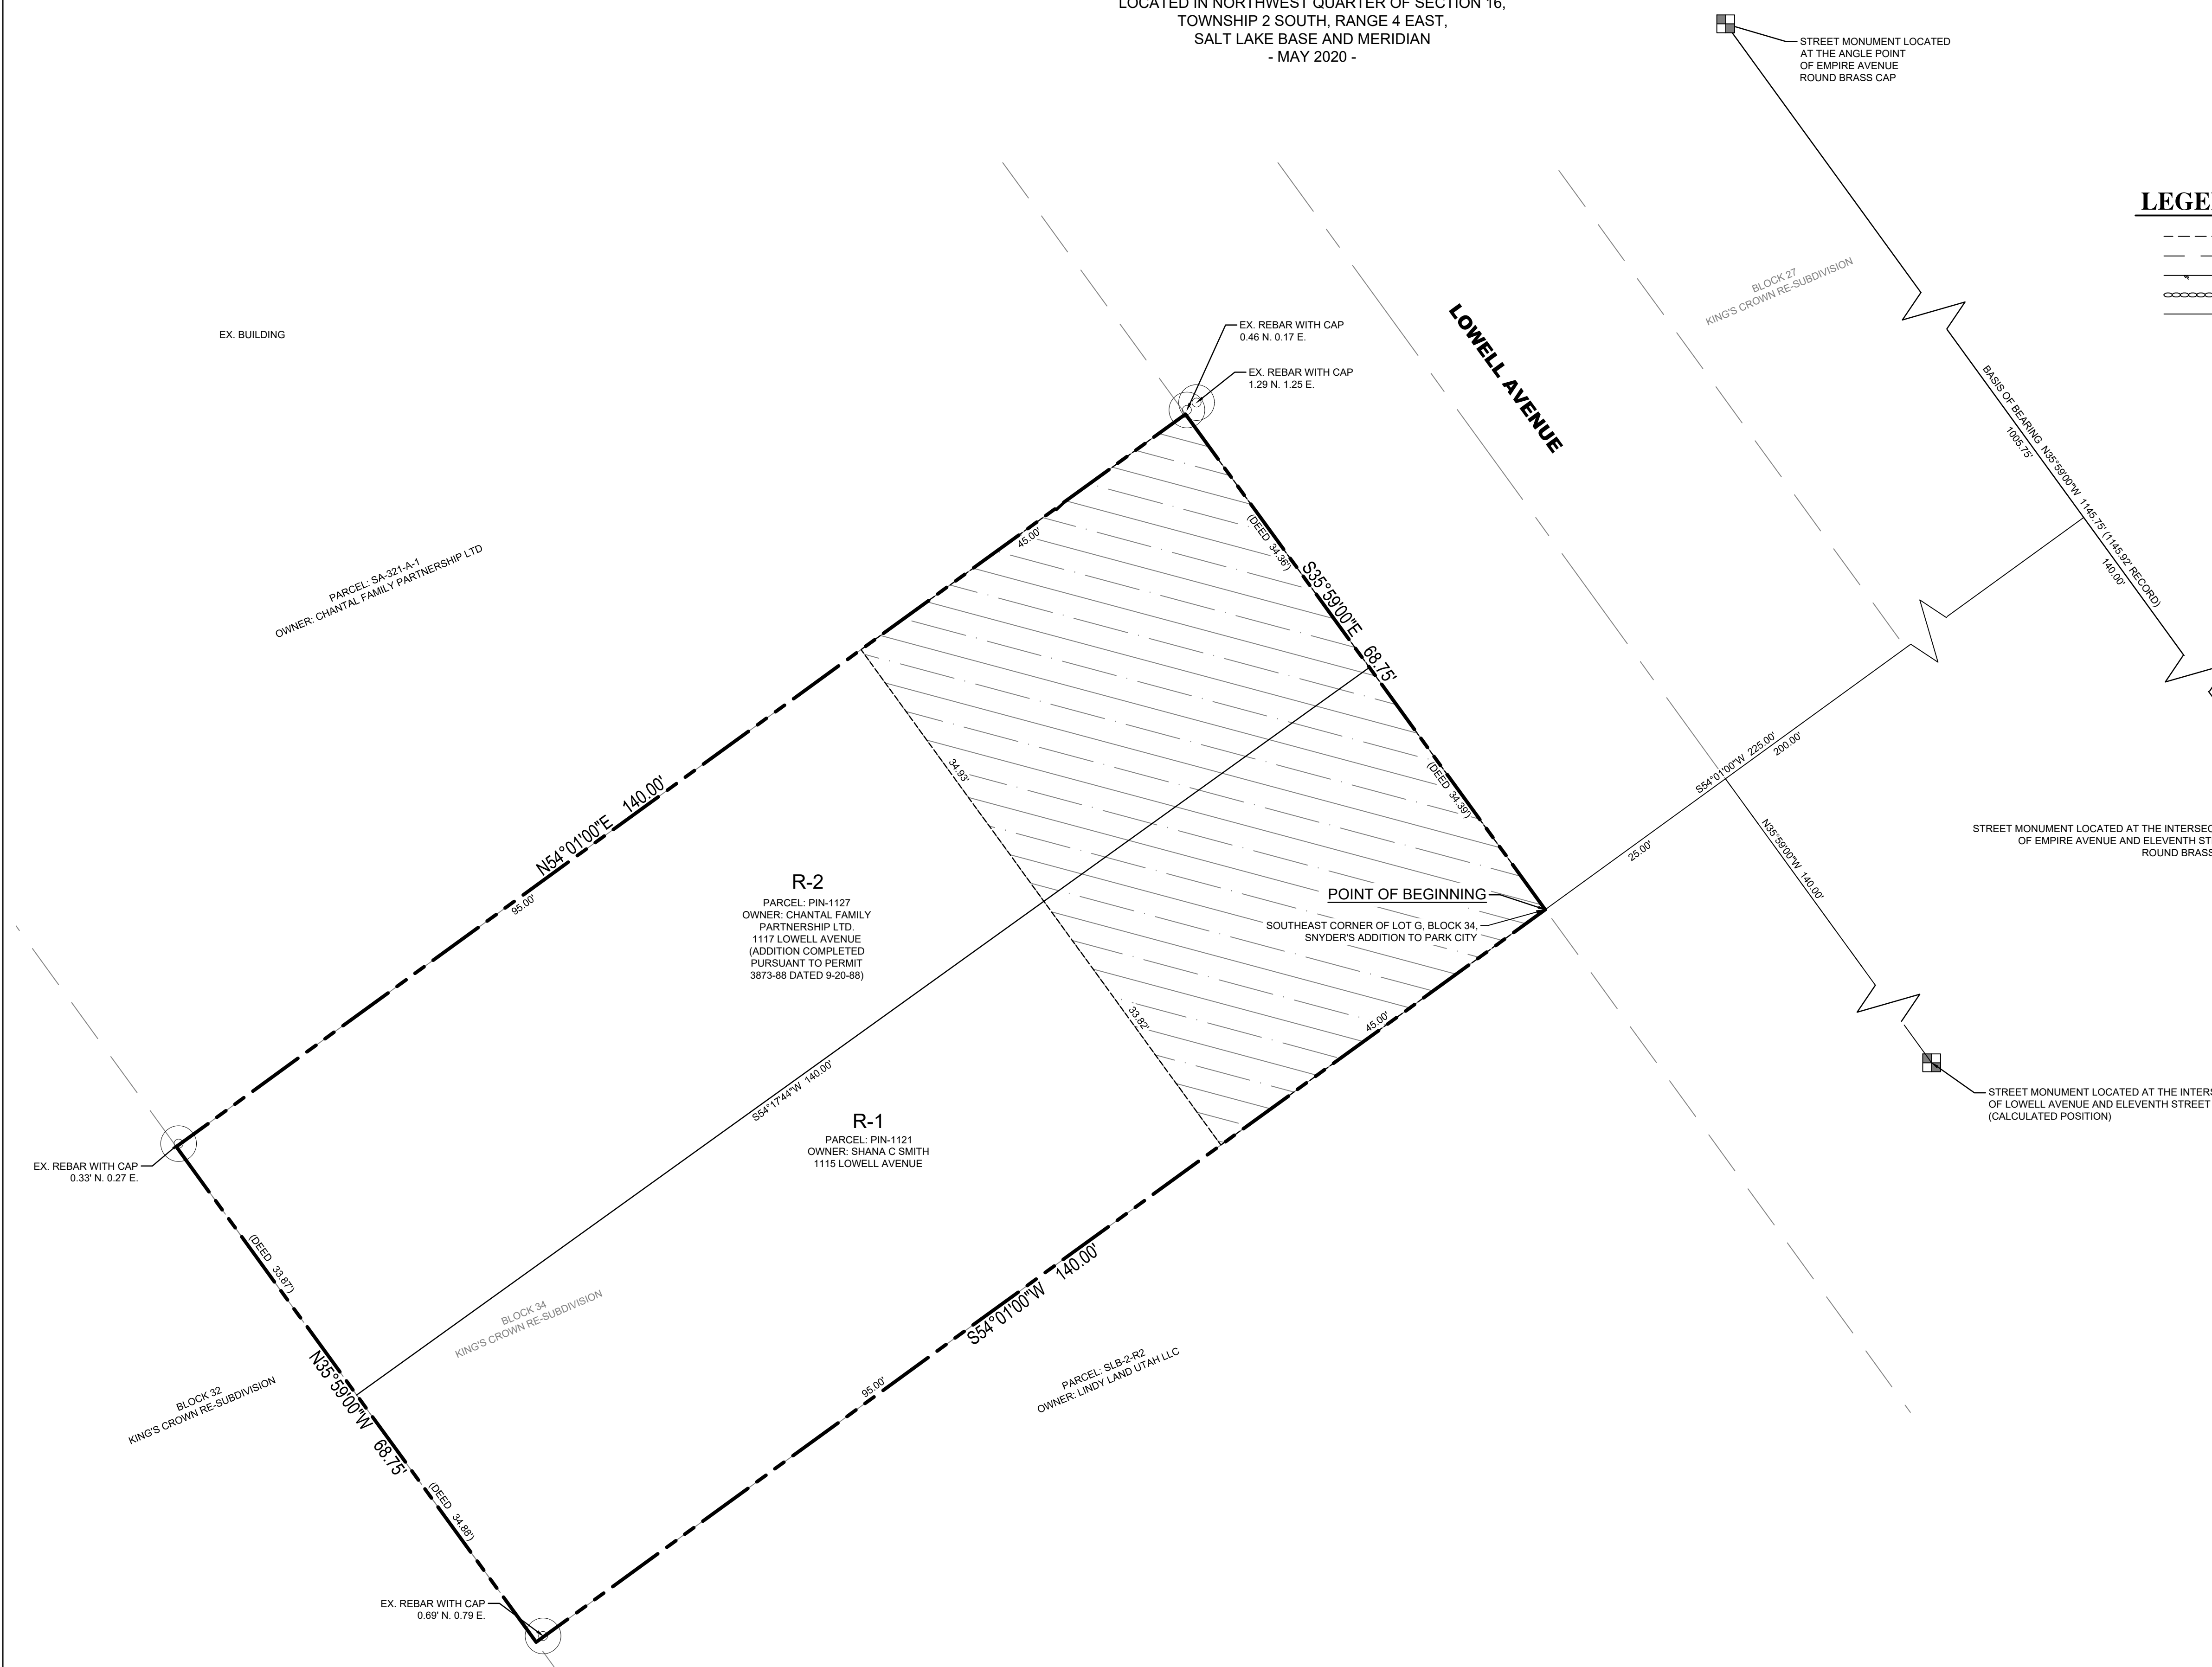 LOCATED IN NORTHWEST QUARTER OF SECTION 16,
TOWNSHIP 2 SOUTH, RANGE 4 EAST,
SALT LAKE BASE AND MERIDIAN
- MAY 2020 -
STREET MONUMENT LOCATED
AT THE ANGLE POINT
OF EMPIRE AVENUE
ROUND BRASS CAP
LEGE
BLOCK 27
KING'S CROWN RE-SUBDIVISION
LOWELL AVENUE
EX. BUILDING
EX. REBAR WITH CAP
0.46 N. 0.17 E.
EX. REBAR WITH CAP
1.29 N. 1.25 E.
BASIS OF BEARING N35°59'00"W 1145.75' (1145.92' RECORD)
1005.75'
140.00'
PARCEL: SA-321-A-1
OWNER: CHANTAL FAMILY PARTNERSHIP LTD
45.00'
(DEED 34.36')
S35°59'00"E 68.75'
(DEED 34.39')
34.93'
33.82'
S54°01'00"W 225.00'
200.00'
25.00'
N35°59'00"W 140.00'
STREET MONUMENT LOCATED AT THE INTERSEC
OF EMPIRE AVENUE AND ELEVENTH ST
ROUND BRASS
N54°01'00"E 140.00'
95.00'
R-2
PARCEL: PIN-1127
OWNER: CHANTAL FAMILY
PARTNERSHIP LTD.
1117 LOWELL AVENUE
(ADDITION COMPLETED
PURSUANT TO PERMIT
3873-88 DATED 9-20-88)
POINT OF BEGINNING
SOUTHEAST CORNER OF LOT G, BLOCK 34,
SNYDER'S ADDITION TO PARK CITY
45.00'
S54°17'44"W 140.00'
R-1
PARCEL: PIN-1121
OWNER: SHANA C SMITH
1115 LOWELL AVENUE
STREET MONUMENT LOCATED AT THE INTERS
OF LOWELL AVENUE AND ELEVENTH STREET
(CALCULATED POSITION)
EX. REBAR WITH CAP
0.33' N. 0.27 E.
(DEED 33.87')
N35°59'00"W 68.75'
(DEED 34.88')
BLOCK 34
KING'S CROWN RE-SUBDIVISION
BLOCK 32
KING'S CROWN RE-SUBDIVISION
S54°01'00"W 140.00'
95.00'
PARCEL: SLB-2-R2
OWNER: LINDY LAND UTAH LLC
EX. REBAR WITH CAP
0.69' N. 0.79 E.